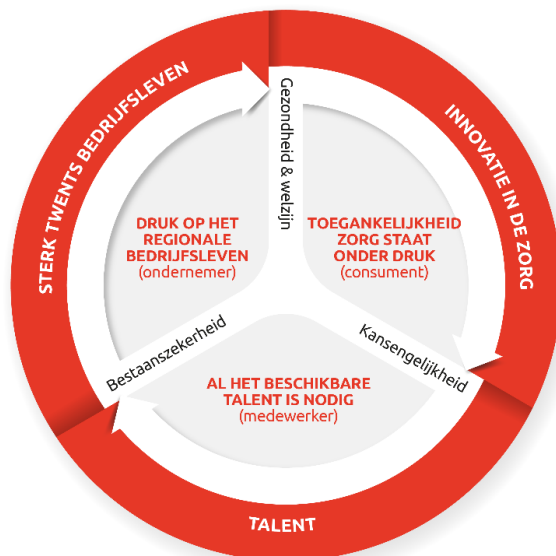 STERK TWENTS BEDRIJFSLEVEN
INNOVATIE IN DE ZORG
Gezondheid & welzijn
DRUK OP HET
REGIONALE
BEDRIJFSLEVEN
(ondernemer)
TOEGANKELIJKHEID
ZORG STAAT
ONDER DRUK
(consument)
Bestaanszekerheid
Kansengelijkheid
AL HET BESCHIKBARE
TALENT IS NODIG
(medewerker)
TALENT